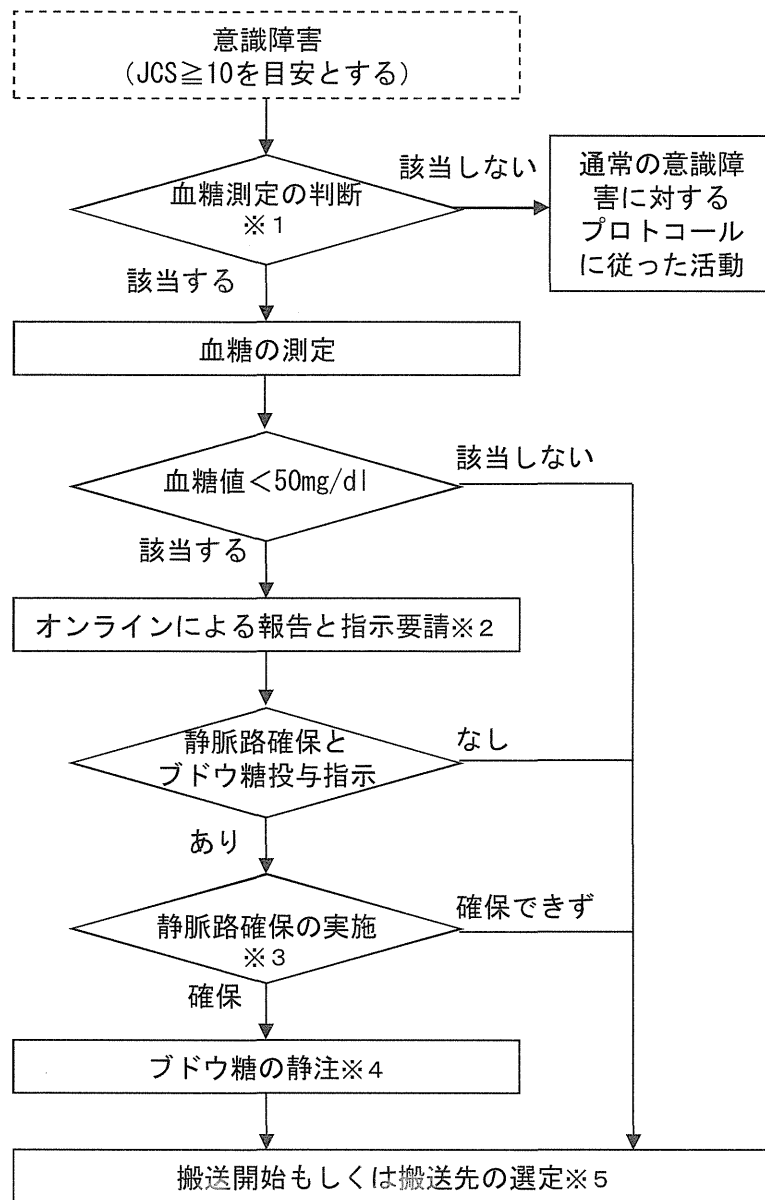 意識障害
（JCS≧10を目安とする）
血糖測定の判断
※１
該当しない
通常の意識障
害に対する
プロトコール
に従った活動
該当する
血糖の測定
血糖値＜50mg/dl
該当しない
該当する
オンラインによる報告と指示要請※２
静脈路確保と
ブドウ糖投与指示
なし
あり
静脈路確保の実施
※３
確保できず
確保
ブドウ糖の静注※４
搬送開始もしくは搬送先の選定※５